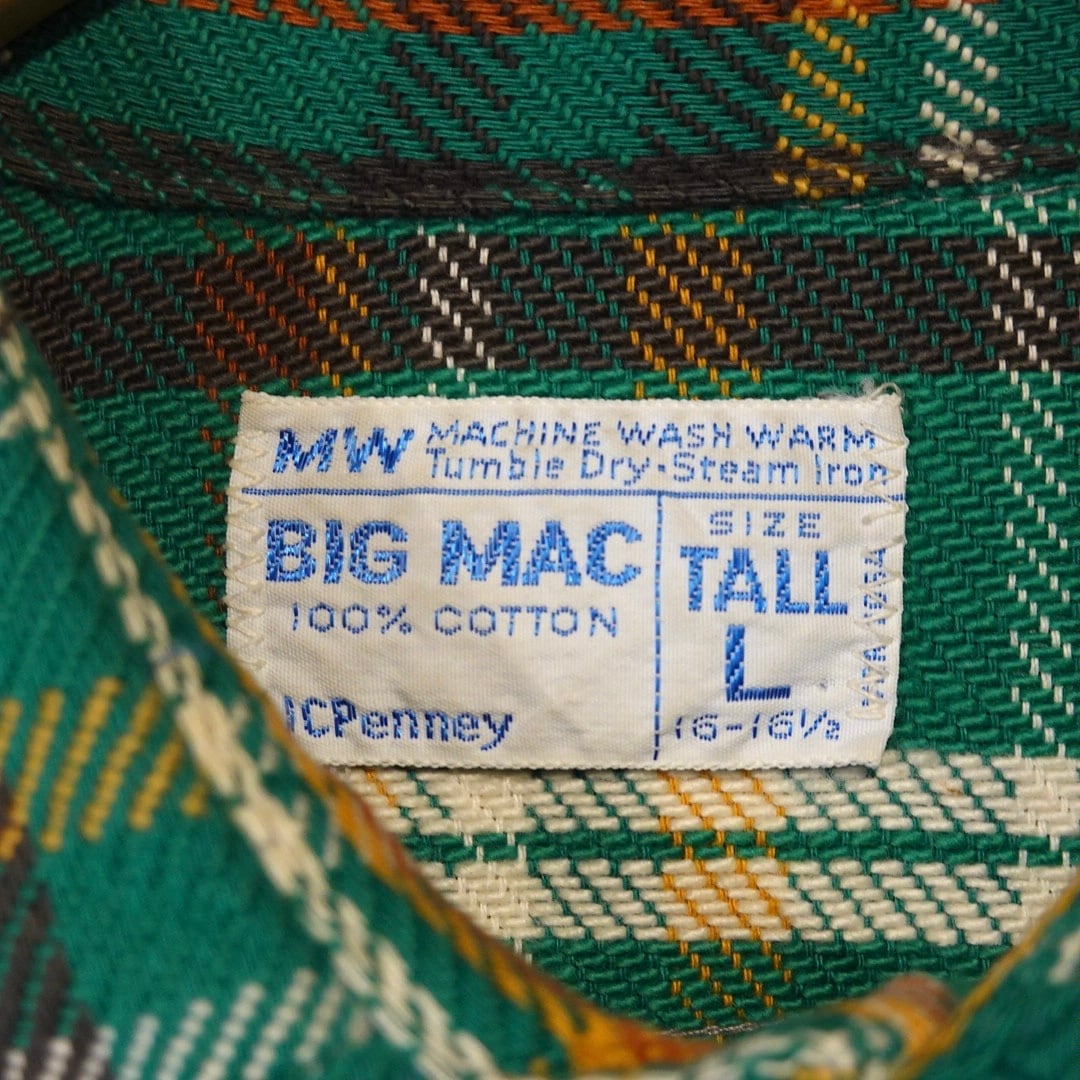 MW MACHINE WASH WARM
Tumble Dry·Steam Iron
BIG MAC
100% COTTON
JCPenney
SIZE
TALL
L
16-16½